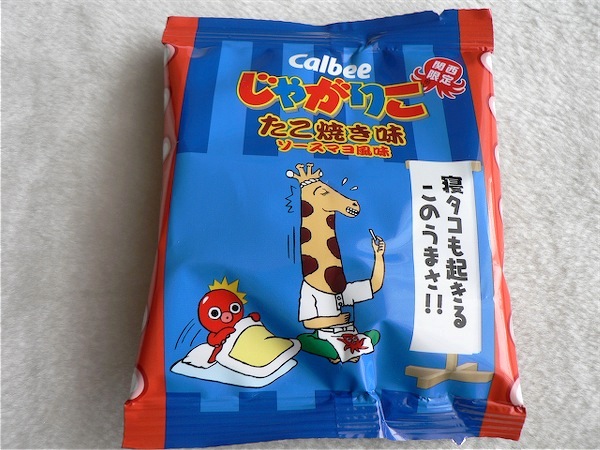 Calbee
じゃがりこ
関西
限定
たこ焼き味
ソースマヨ風味
寝タコも起きる
このうまさ!!